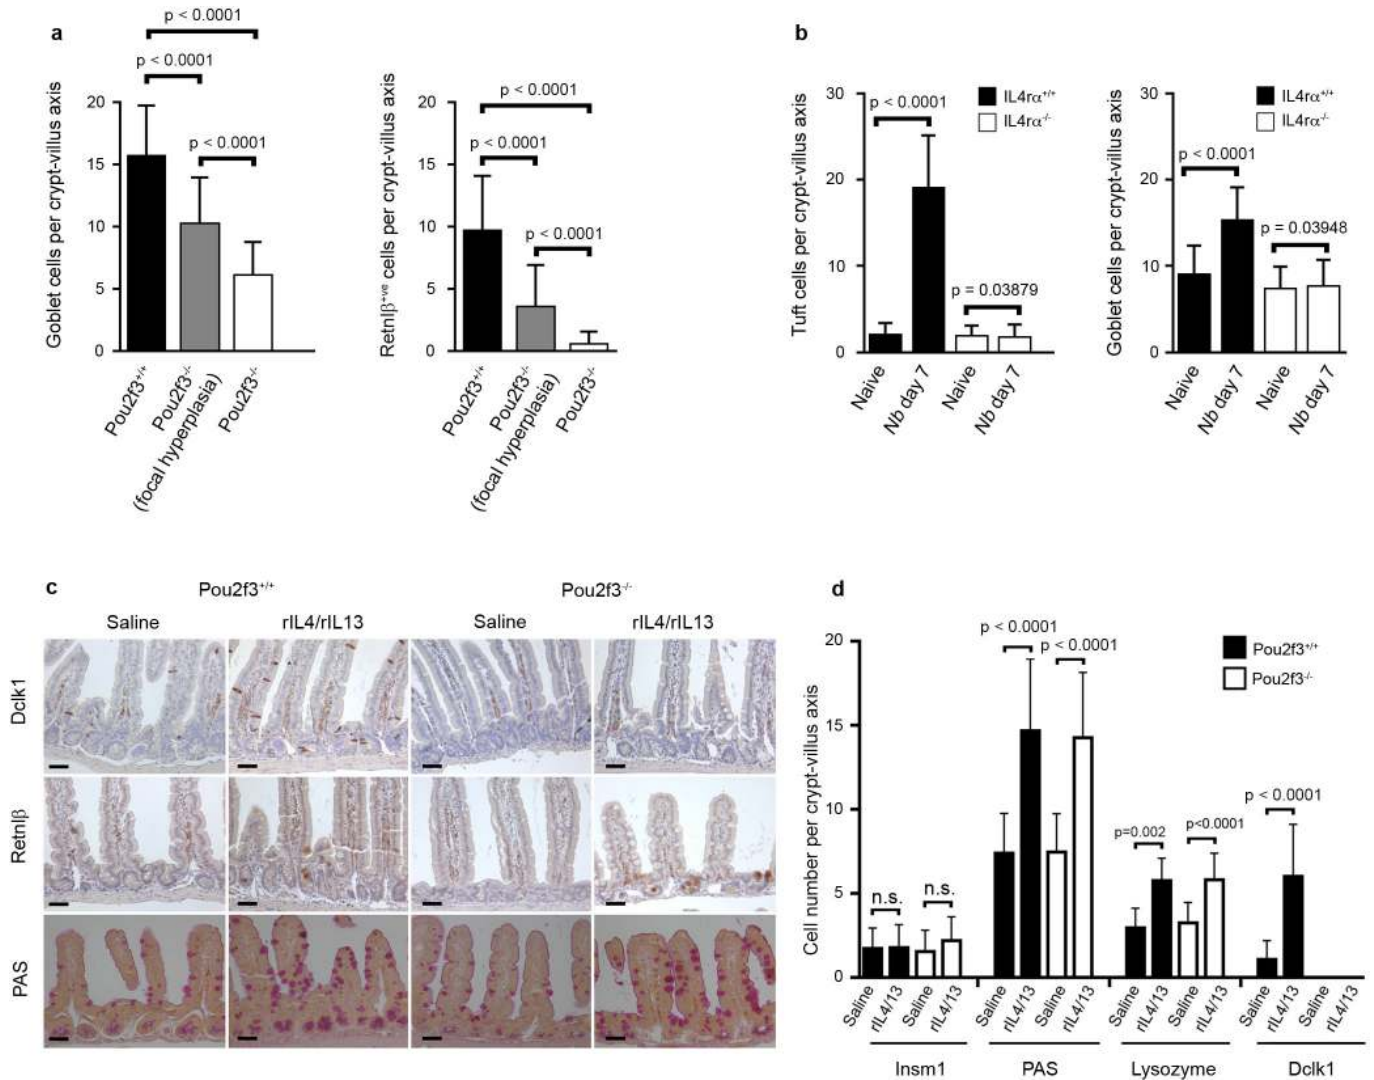 a
p < 0.0001
p < 0.0001
p < 0.0001
Goblet cells per crypt-villus axis
20
15
10
5
0
Pou2f3+/+
Pou2f3-/-
(focal hyperplasia)
Pou2f3-/-
p < 0.0001
p < 0.0001
p < 0.0001
Retnlβ+ve cells per crypt-villus axis
20
15
10
5
0
Pou2f3+/+
Pou2f3-/-
(focal hyperplasia)
Pou2f3-/-
b
IL4rα+/+
IL4rα-/-
p < 0.0001
p = 0.03879
Tuft cells per crypt-villus axis
30
20
10
0
Naive
Nb day 7
Naive
Nb day 7
IL4rα+/+
IL4rα-/-
p < 0.0001
p = 0.03948
Goblet cells per crypt-villus axis
30
20
10
0
Naive
Nb day 7
Naive
Nb day 7
c
Pou2f3+/+
Pou2f3-/-
Saline
rIL4/rIL13
Saline
rIL4/rIL13
Dclk1
Retnlβ
PAS
d
Pou2f3+/+
Pou2f3-/-
Cell number per crypt-villus axis
20
15
10
5
0
n.s.
n.s.
p < 0.0001
p < 0.0001
p=0.002
p<0.0001
p < 0.0001
Saline
rIL4/13
Saline
rIL4/13
Saline
rIL4/13
Saline
rIL4/13
Saline
rIL4/13
Saline
rIL4/13
Saline
rIL4/13
Saline
rIL4/13
Insm1
PAS
Lysozyme
Dclk1